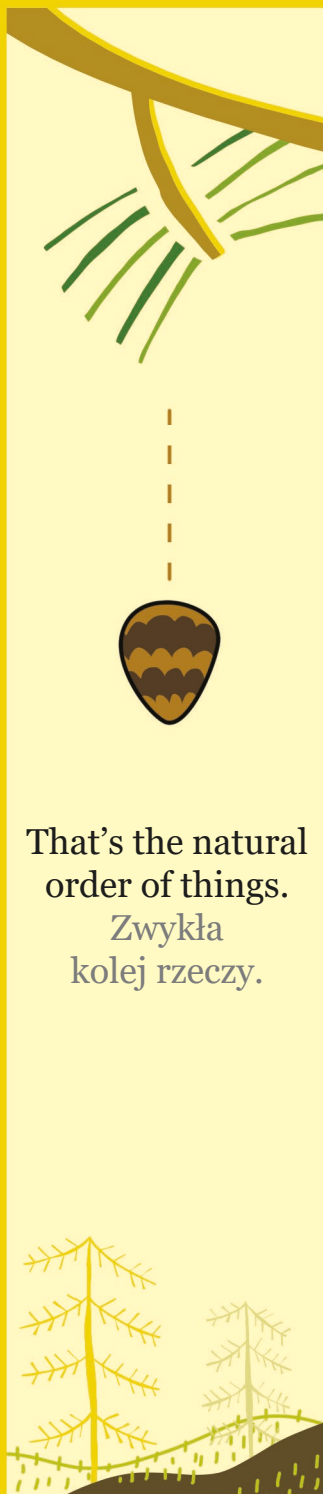 That’s the natural
order of things.
Zwykła
kolej rzeczy.